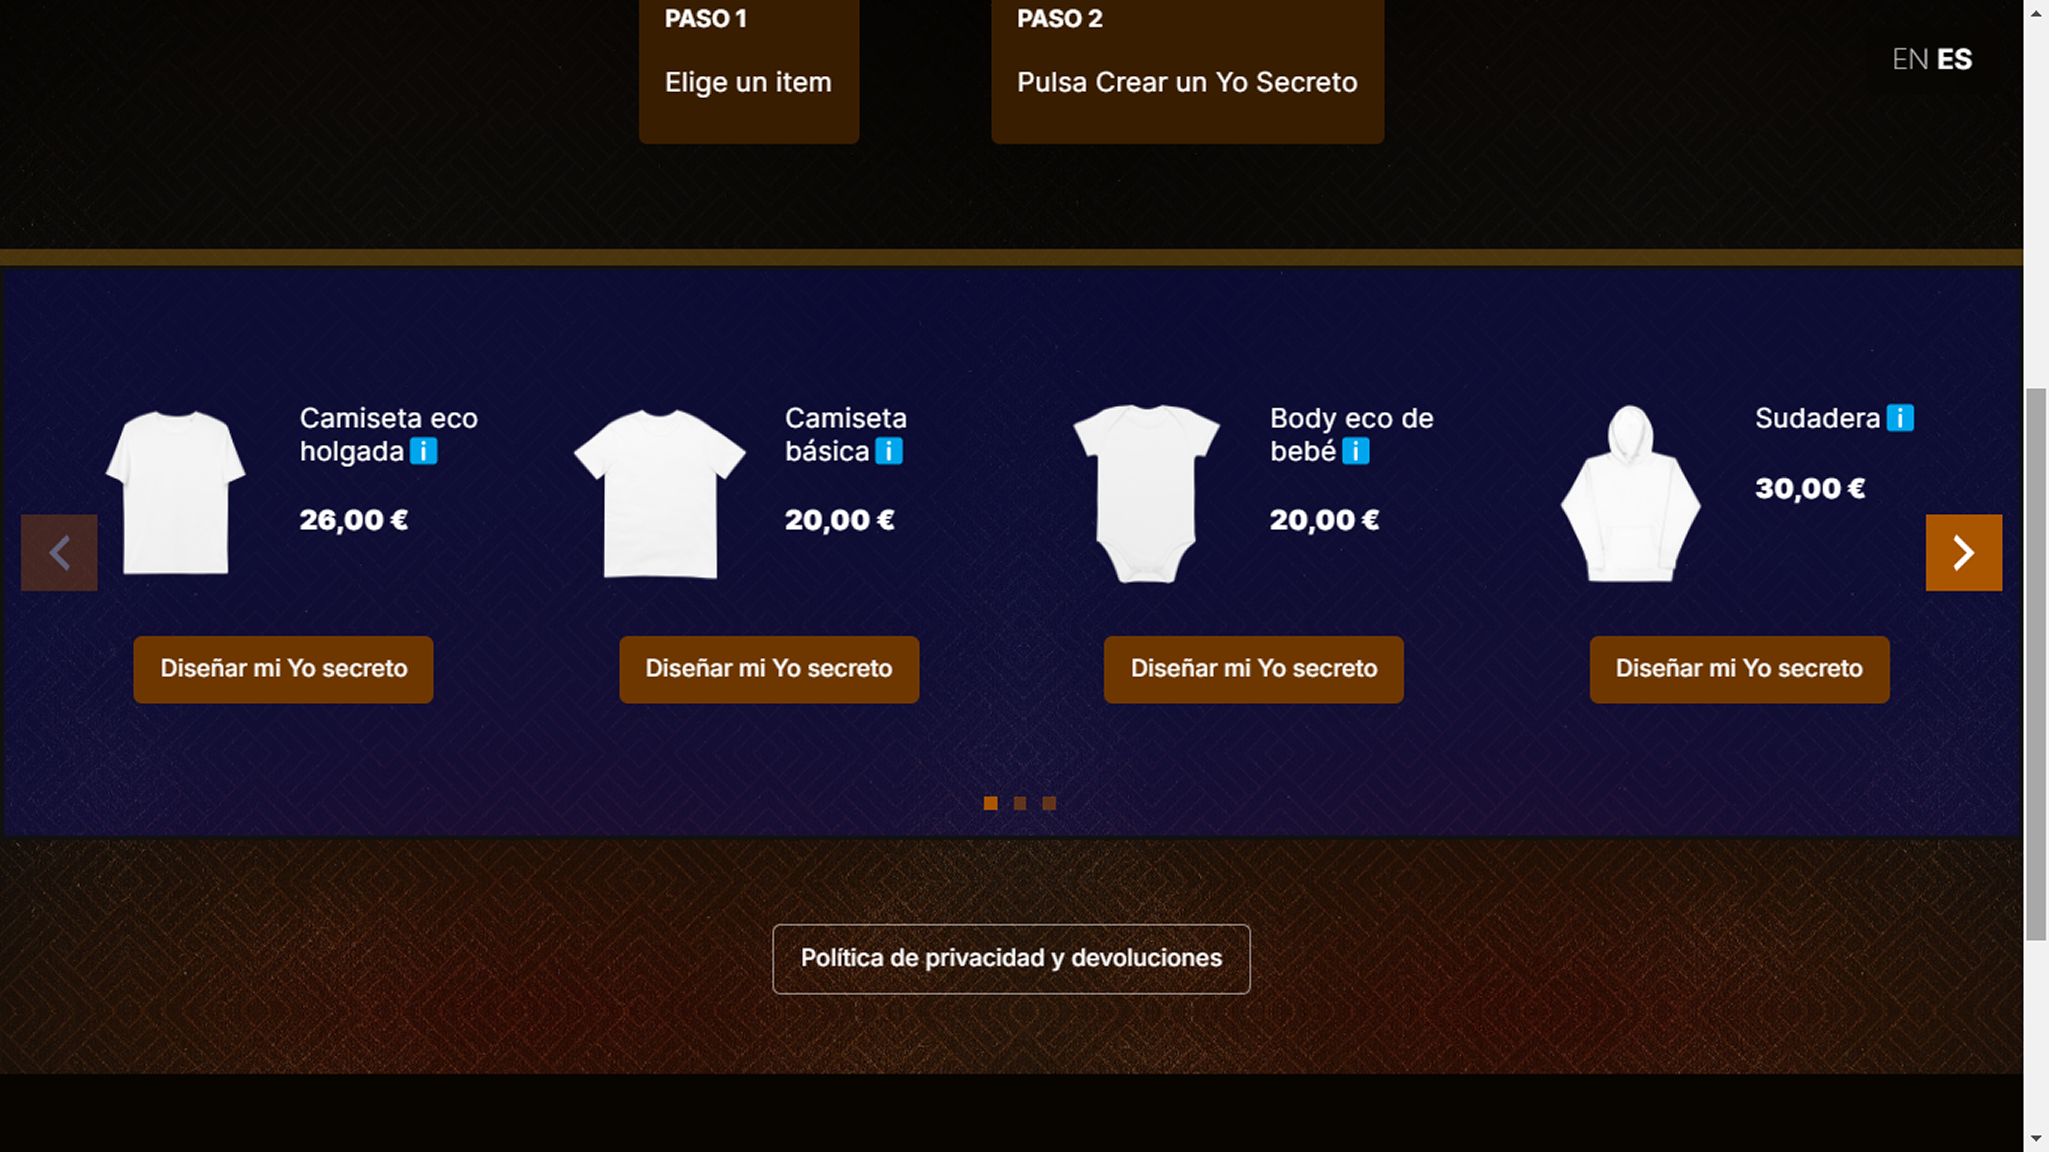 PASO 1
Elige un item
PASO 2
Pulsa Crear un Yo Secreto
EN ES
Camiseta eco
holgada i
26,00 €
Diseñar mi Yo secreto
Camiseta
básica i
20,00 €
Diseñar mi Yo secreto
Body eco de
bebé i
20,00 €
Diseñar mi Yo secreto
Sudadera i
30,00 €
Diseñar mi Yo secreto
Política de privacidad y devoluciones